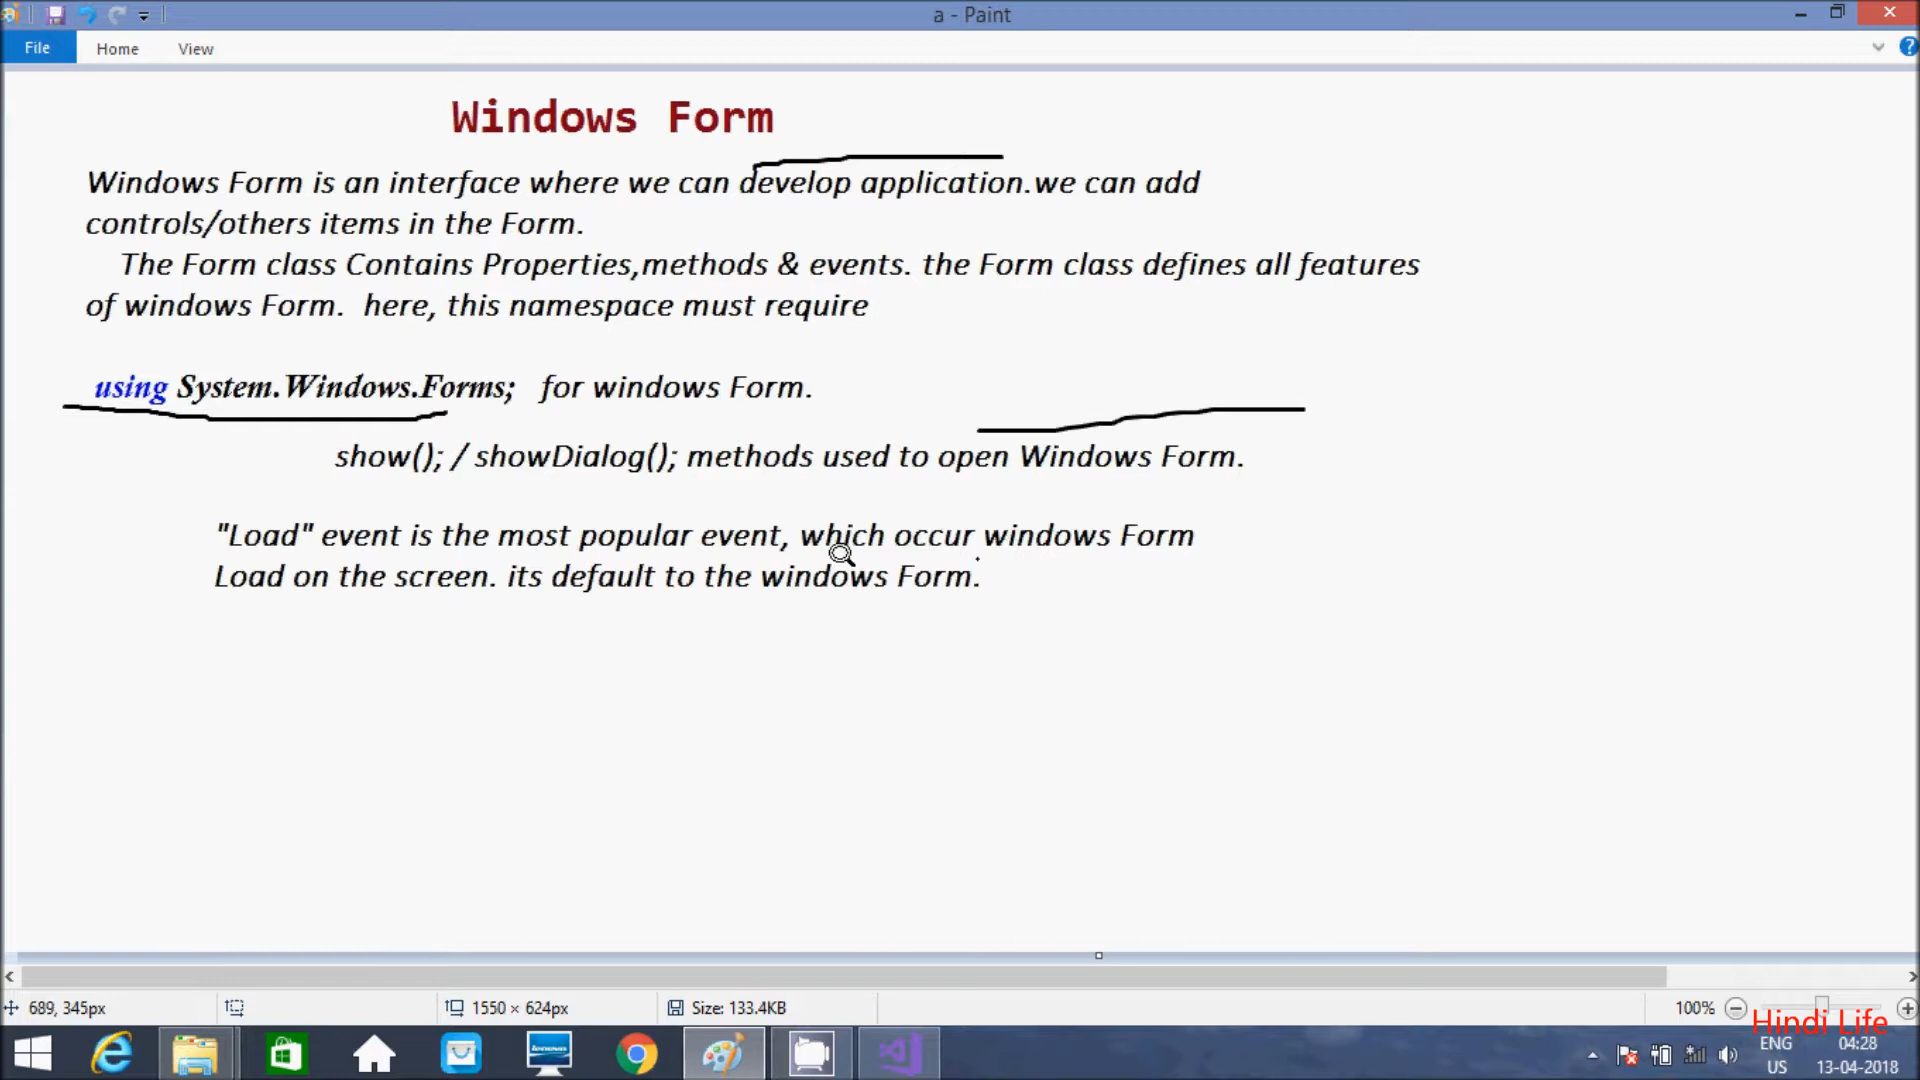 a - Paint
File Home View
Windows Form
Windows Form is an interface where we can develop application.we can add
controls/others items in the Form.
The Form class Contains Properties,methods & events. the Form class defines all features
of windows Form. here, this namespace must require
using System.Windows.Forms; for windows Form.
show(); / showDialog(); methods used to open Windows Form.
"Load" event is the most popular event, which occur windows Form
Load on the screen. its default to the windows Form.
689, 345px 1550 × 624px Size: 133.4KB 100%
Hindi Life
ENG 04:28
US 13-04-2018